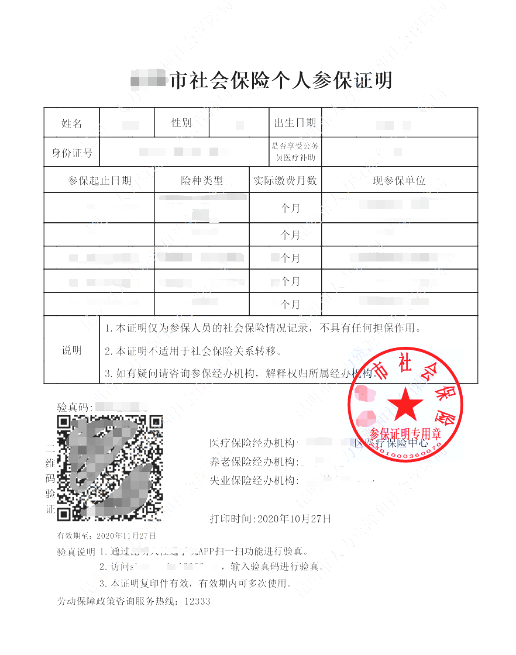 市社会保险个人参保证明
姓名 性别 出生日期
身份证号 是否享受公务员医疗补助
参保起止日期 险种类型 实际缴费月数 现参保单位
个月
个月
个月
个月
个月
说明
1.本证明仅为参保人员的社会保险情况记录，不具有任何担保作用。
2.本证明不适用于社会保险关系转移。
3.如有疑问请咨询参保经办机构，解释权归所属经办机构。
市社会保险
参保证明专用章
验真码:
二维码验证
医疗保险经办机构: 区医疗保险中心
养老保险经办机构:
失业保险经办机构:
打印时间:2020年10月27日
有效期至: 2020年11月27日
验真说明 1.通过 APP扫一扫功能进行验真。
2.访问 ，输入验真码进行验真。
3.本证明复印件有效，有效期内可多次使用。
劳动保障政策咨询服务热线: 12333